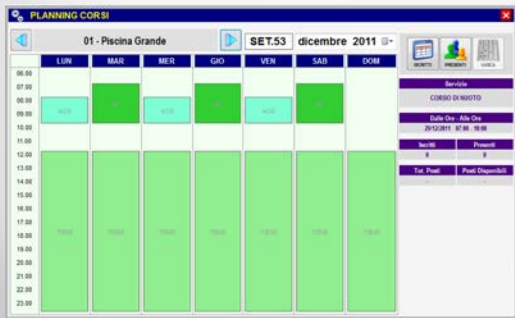 PLANNING CORSI
01 - Piscina Grande
SET.53 dicembre 2011
ISCRITTI PRESENTI VASCA
LUN MAR MER GIO VEN SAB DOM
06.00
07.00
08.00
09.00
10.00
11.00
12.00
13.00
14.00
15.00
16.00
17.00
18.00
19.00
20.00
21.00
22.00
23.00
Servizio
CORSO DI NUOTO
Dalle Ore - Alle Ore
29/12/2011 07:00 - 10:00
Iscritti Presenti
0 0
Tot. Posti Posti Disponibili
- -